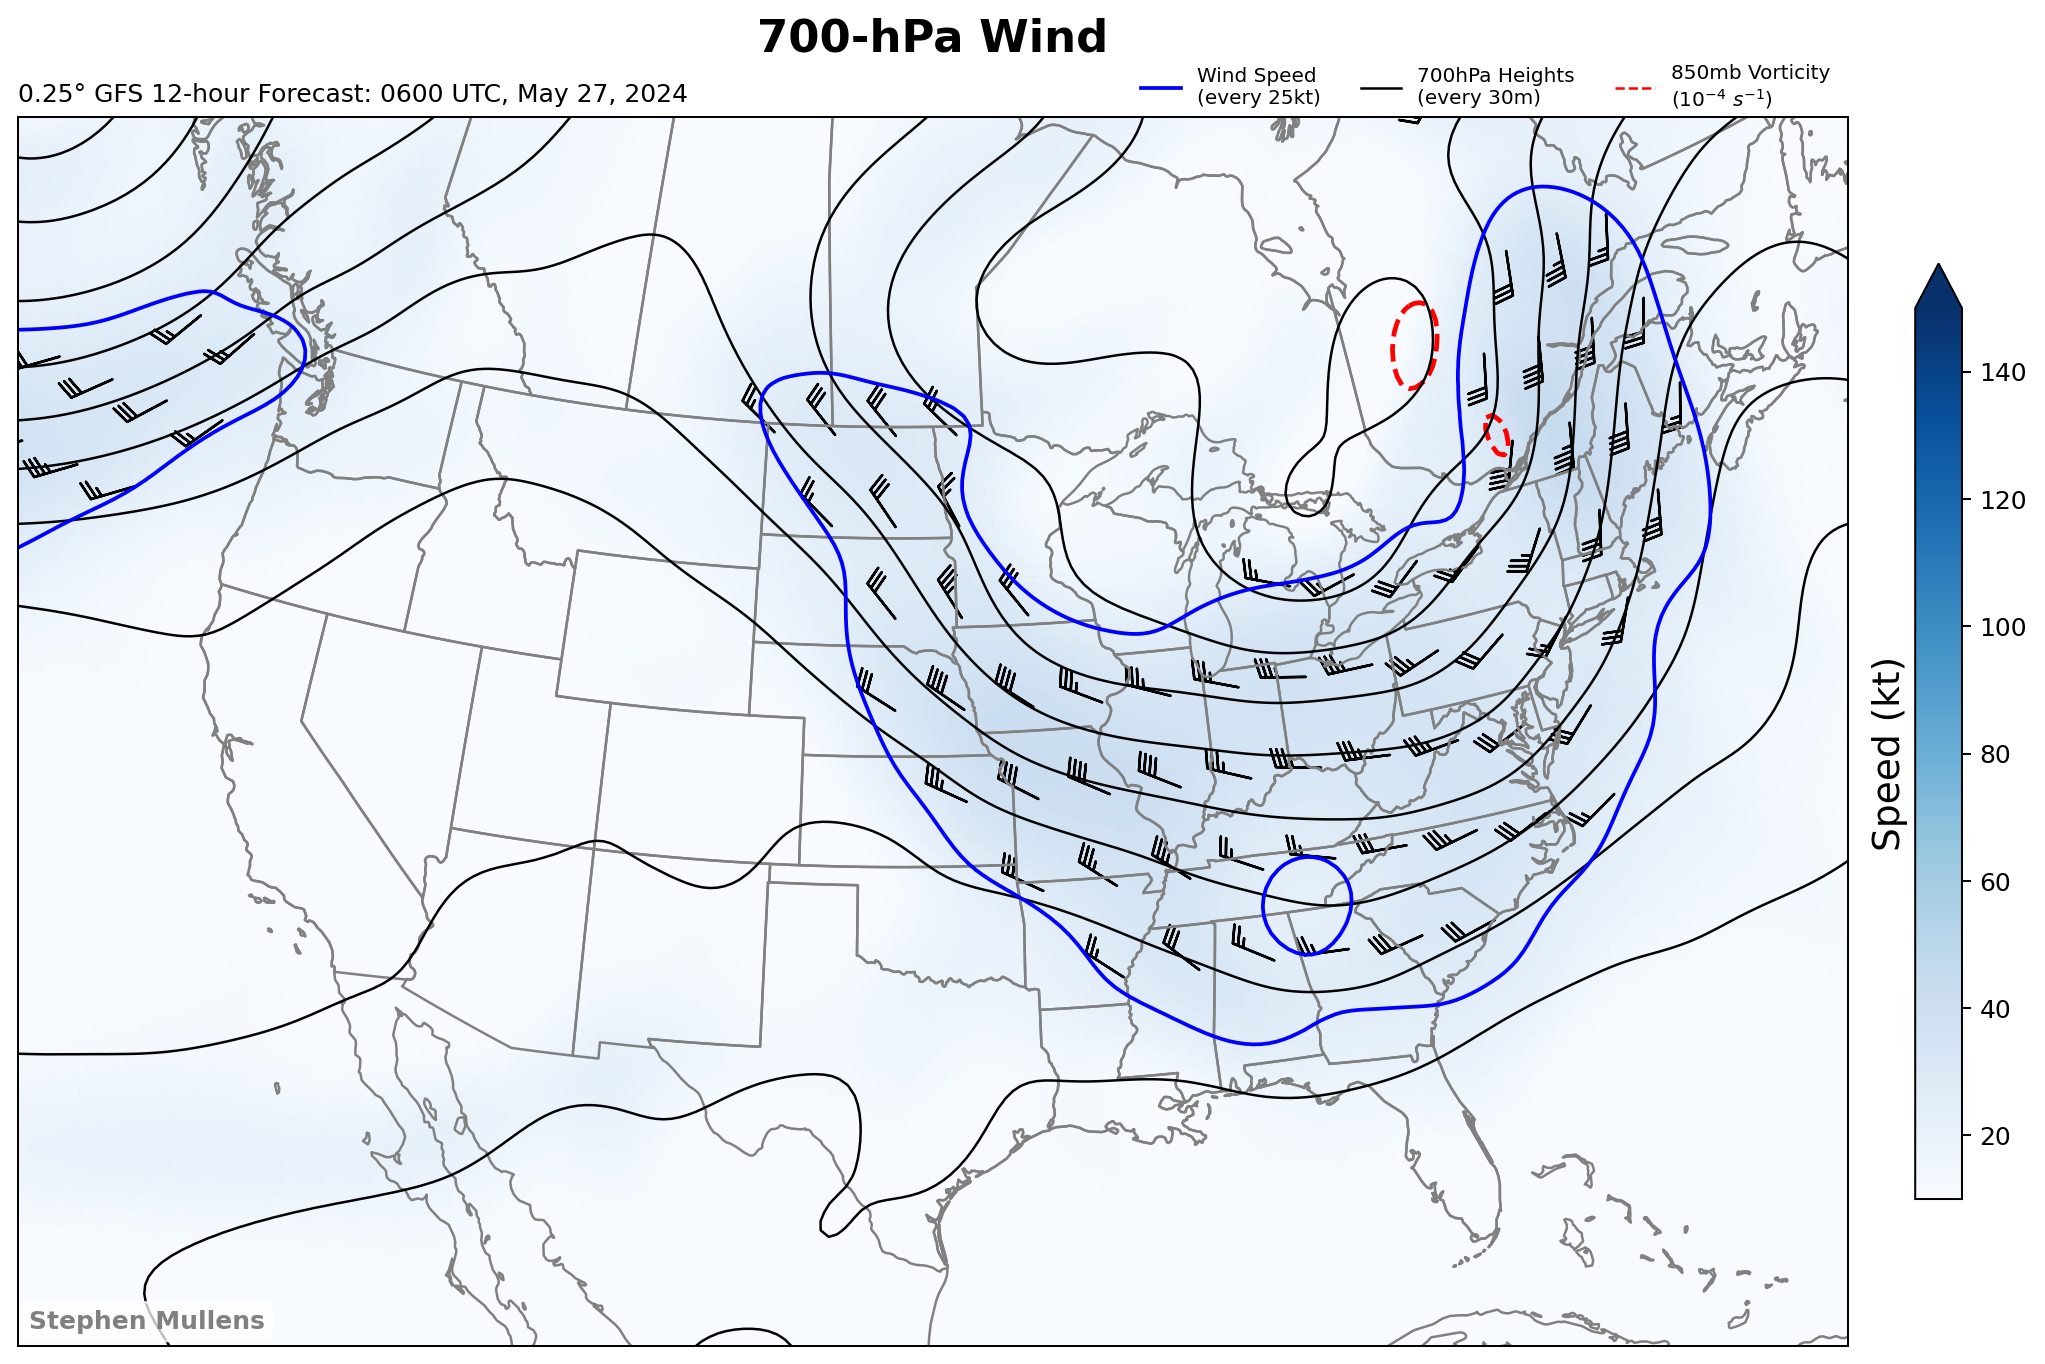 700-hPa Wind
0.25° GFS 12-hour Forecast: 0600 UTC, May 27, 2024
Wind Speed
(every 25kt)
700hPa Heights
(every 30m)
850mb Vorticity
(10⁻⁴ s⁻¹)
140
120
100
80
60
40
20
Speed (kt)
Stephen Mullens